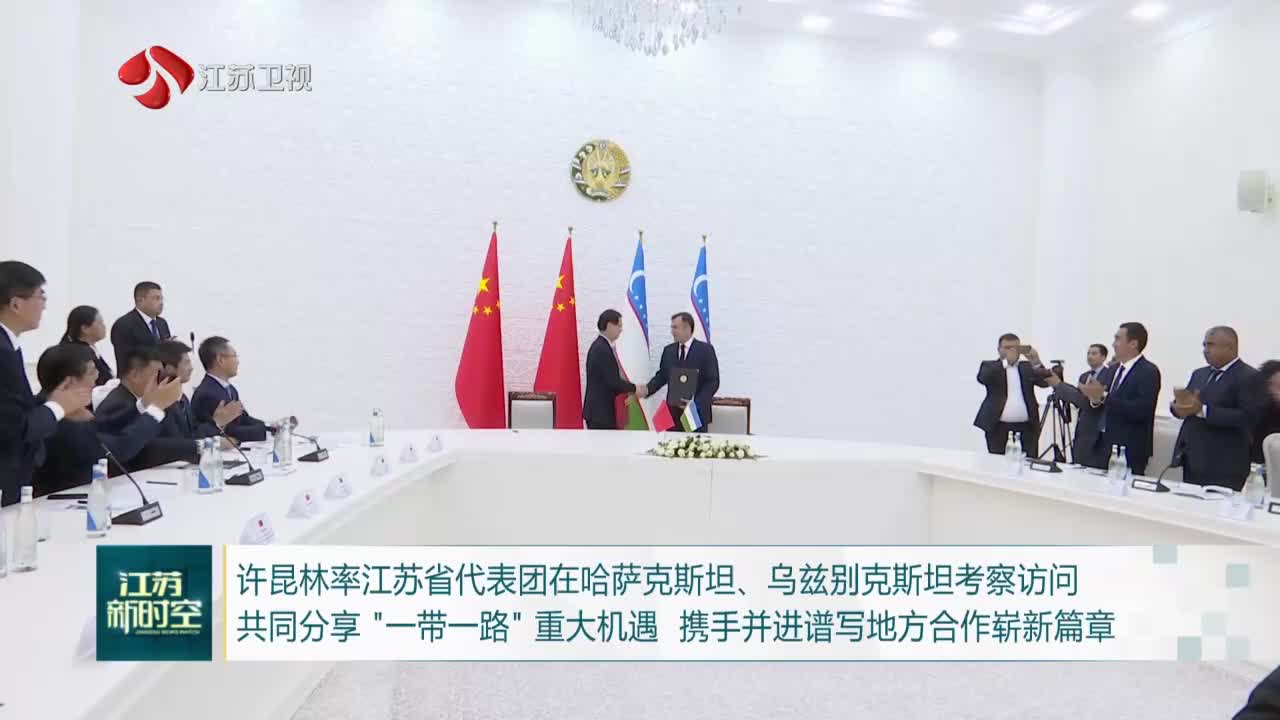 江苏卫视
江苏
新时空
JIANGSU NEWS WATCH
许昆林率江苏省代表团在哈萨克斯坦、乌兹别克斯坦考察访问
共同分享 "一带一路" 重大机遇 携手并进谱写地方合作崭新篇章